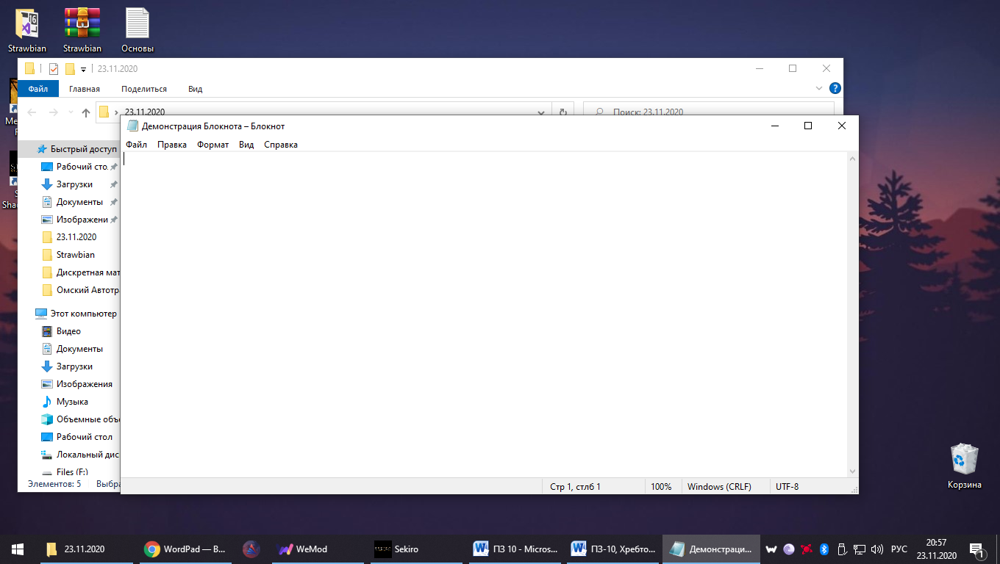 Strawbian
Strawbian
Основы
23.11.2020
Файл
Главная
Поделиться
Вид
23.11.2020
Поиск: 23.11.2020
Демонстрация Блокнота – Блокнот
Файл
Правка
Формат
Вид
Справка
Быстрый доступ
Рабочий сто
Загрузки
Документы
Изображени
23.11.2020
Strawbian
Дискретная мат
Омский Автотр
Этот компьютер
Видео
Документы
Загрузки
Изображения
Музыка
Объемные объ
Рабочий стол
Локальный дис
Files (F:)
Элементов: 5
Выбра
Стр 1, стлб 1
100%
Windows (CRLF)
UTF-8
Корзина
23.11.2020
WordPad — В...
WeMod
Sekiro
ПЗ 10 - Micros...
ПЗ-10, Хребто...
Демонстраци...
РУС
20:57
23.11.2020
1